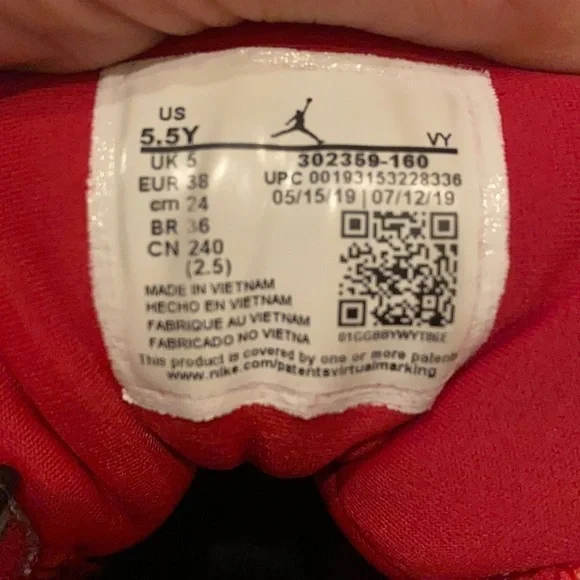 US
5.5Y VY
UK 5 302359-160
EUR 38 UPC 00193153228336
cm 24 05/15/19 | 07/12/19
BR 36
CN 240
(2.5)
MADE IN VIETNAM
HECHO EN VIETNAM
FABRIQUE AU VIETNAM
FABRICADO NO VIETNA
This product is covered by one or more patents
www.nike.com/patentsvirtualmarking